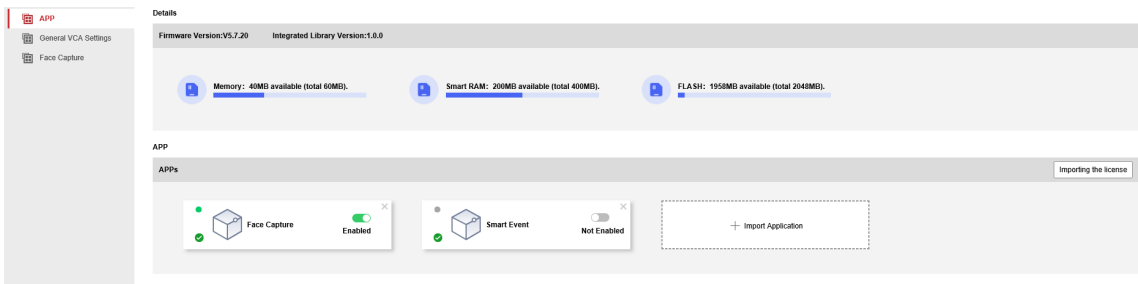 APP
General VCA Settings
Face Capture
Details
Firmware Version:V5.7.20 Integrated Library Version:1.0.0
Memory: 40MB available (total 60MB). Smart RAM: 200MB available (total 400MB). FLASH: 1958MB available (total 2048MB).
APP
APPs Importing the license
Face Capture Enabled
Smart Event Not Enabled
Import Application